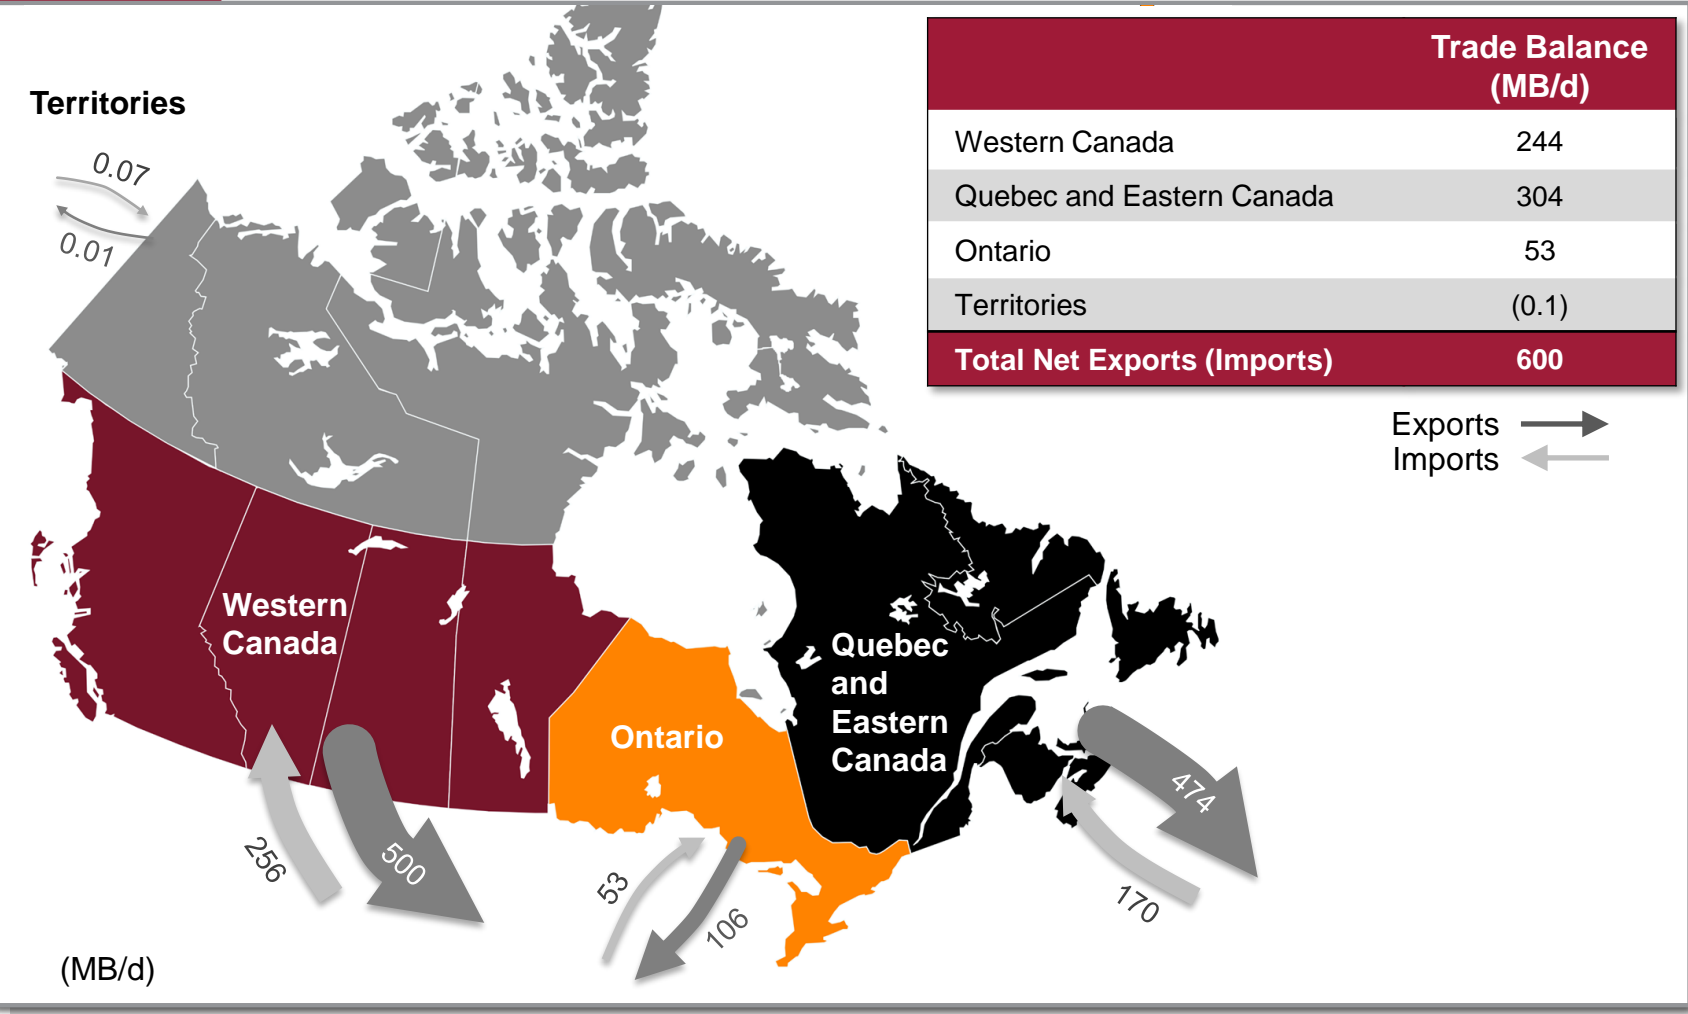 Territories
0.07
0.01
Trade Balance
(MB/d)
Western Canada 244
Quebec and Eastern Canada 304
Ontario 53
Territories (0.1)
Total Net Exports (Imports) 600
Exports
Imports
Western
Canada
Ontario
Quebec
and
Eastern
Canada
256
500
53
106
474
170
(MB/d)